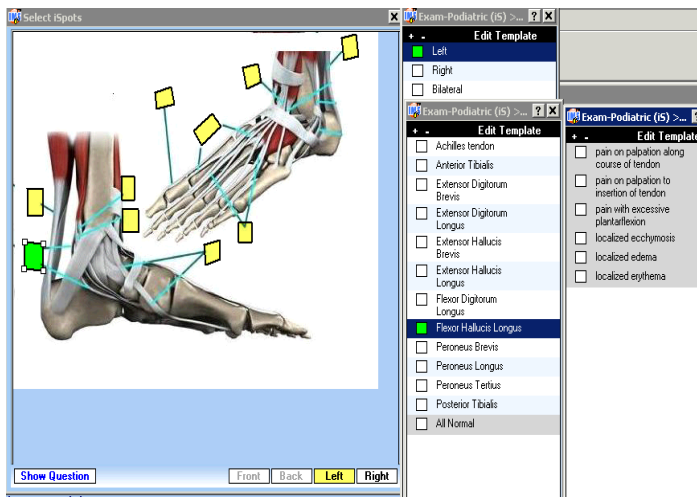 Select iSpots
Show Question
Front
Back
Left
Right
Exam-Podiatric (iS) >...
+ - Edit Template
Left
Right
Bilateral
Exam-Podiatric (iS) >...
+ - Edit Template
Achilles tendon
Anterior Tibialis
Extensor Digitorum
Brevis
Extensor Digitorum
Longus
Extensor Hallucis
Brevis
Extensor Hallucis
Longus
Flexor Digitorum
Longus
Flexor Hallucis Longus
Peroneus Brevis
Peroneus Longus
Peroneus Tertius
Posterior Tibialis
All Normal
Exam-Podiatric (iS) >...
+ - Edit Templat
pain on palpation along
course of tendon
pain on palpation to
insertion of tendon
pain with excessive
plantarflexion
localized ecchymosis
localized edema
localized erythema